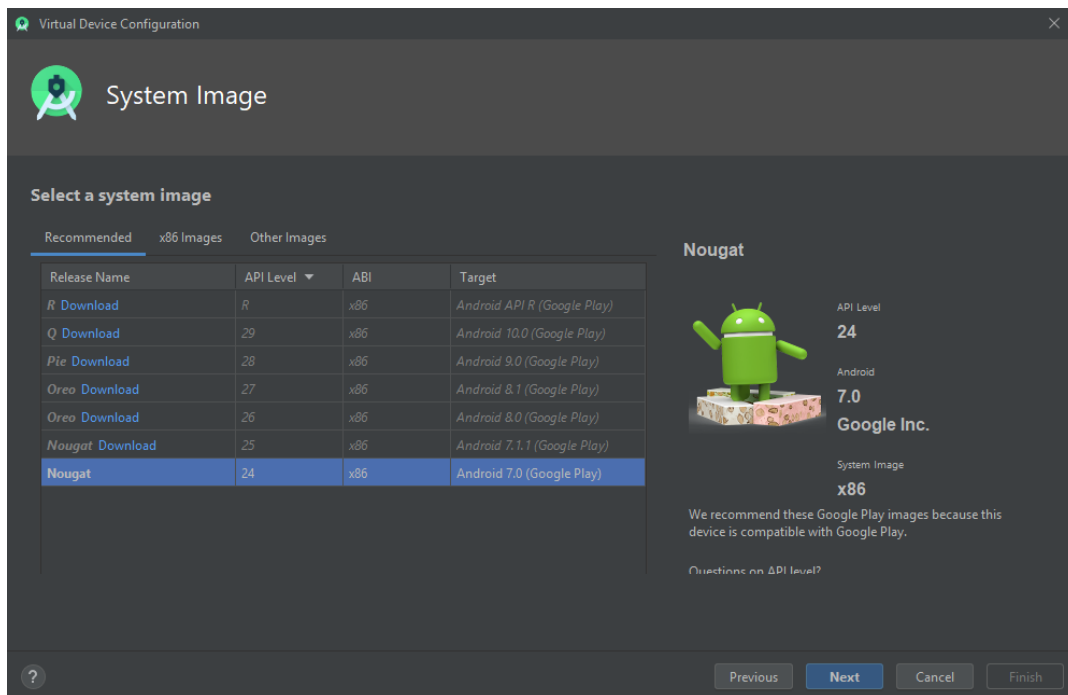 Virtual Device Configuration
System Image
Select a system image
Recommended x86 Images Other Images
Release Name API Level ABI Target
R Download R x86 Android API R (Google Play)
Q Download 29 x86 Android 10.0 (Google Play)
Pie Download 28 x86 Android 9.0 (Google Play)
Oreo Download 27 x86 Android 8.1 (Google Play)
Oreo Download 26 x86 Android 8.0 (Google Play)
Nougat Download 25 x86 Android 7.1.1 (Google Play)
Nougat 24 x86 Android 7.0 (Google Play)
Nougat
API Level
24
Android
7.0
Google Inc.
System Image
x86
We recommend these Google Play images because this
device is compatible with Google Play.
Questions on API level?
? Previous Next Cancel Finish